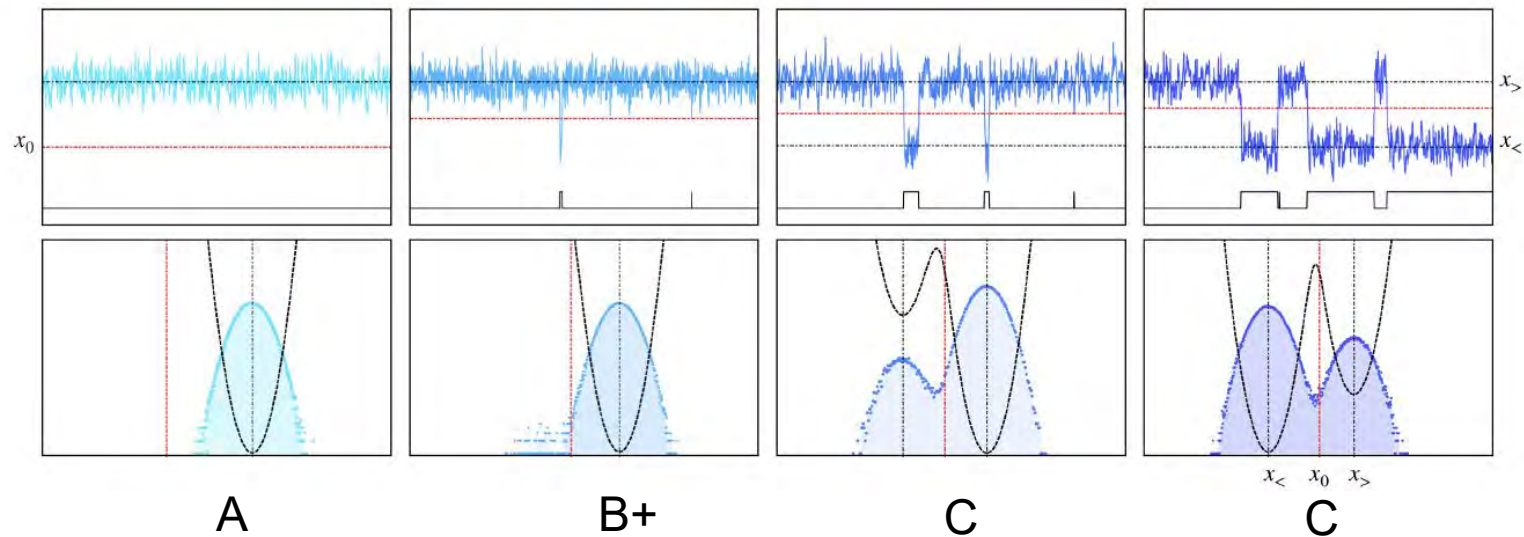 x₀
x>
x<
x< x₀ x>
A B+ C C